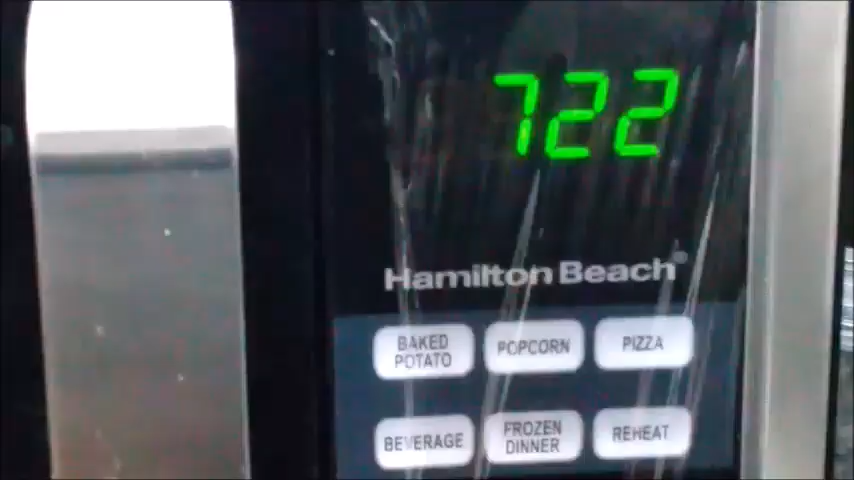 722
Hamilton Beach®
BAKED POTATO
POPCORN
PIZZA
BEVERAGE
FROZEN DINNER
REHEAT